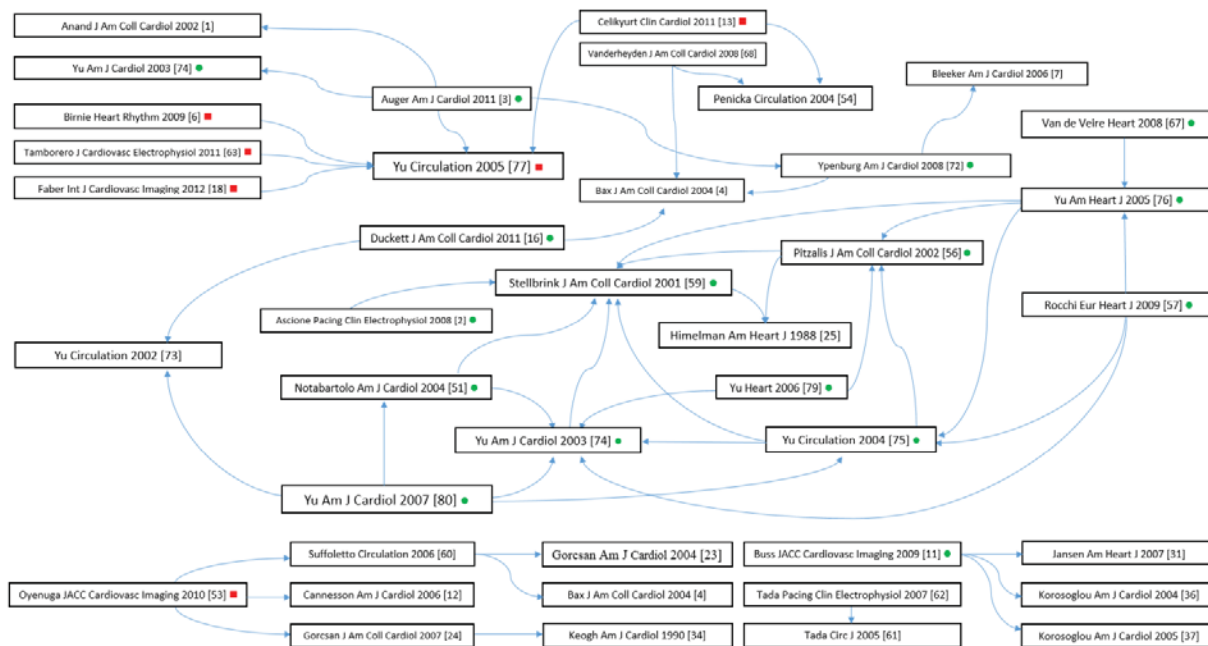 Anand J Am Coll Cardiol 2002 [1]
Celikyurt Clin Cardiol 2011 [13]
Vanderheyden J Am Coll Cardiol 2008 [68]
Yu Am J Cardiol 2003 [74]
Bleeker Am J Cardiol 2006 [7]
Auger Am J Cardiol 2011 [3]
Penicka Circulation 2004 [54]
Birnie Heart Rhythm 2009 [6]
Van de Veire Heart 2008 [67]
Tamborero J Cardiovasc Electrophysiol 2011 [63]
Yu Circulation 2005 [77]
Ypenburg Am J Cardiol 2008 [72]
Faber Int J Cardiovasc Imaging 2012 [18]
Bax J Am Coll Cardiol 2004 [4]
Yu Am Heart J 2005 [76]
Duckett J Am Coll Cardiol 2011 [16]
Pitzalis J Am Coll Cardiol 2002 [56]
Stellbrink J Am Coll Cardiol 2001 [59]
Rocchi Eur Heart J 2009 [57]
Ascione Pacing Clin Electrophysiol 2008 [2]
Himelman Am Heart J 1988 [25]
Yu Circulation 2002 [73]
Notabartolo Am J Cardiol 2004 [51]
Yu Heart 2006 [79]
Yu Am J Cardiol 2003 [74]
Yu Circulation 2004 [75]
Yu Am J Cardiol 2007 [80]
Suffoletto Circulation 2006 [60]
Gorcsan Am J Cardiol 2004 [23]
Buss JACC Cardiovasc Imaging 2009 [11]
Jansen Am Heart J 2007 [31]
Oyenuga JACC Cardiovasc Imaging 2010 [53]
Cannesson Am J Cardiol 2006 [12]
Bax J Am Coll Cardiol 2004 [4]
Tada Pacing Clin Electrophysiol 2007 [62]
Korosoglou Am J Cardiol 2004 [36]
Gorcsan J Am Coll Cardiol 2007 [24]
Keogh Am J Cardiol 1990 [34]
Tada Circ J 2005 [61]
Korosoglou Am J Cardiol 2005 [37]